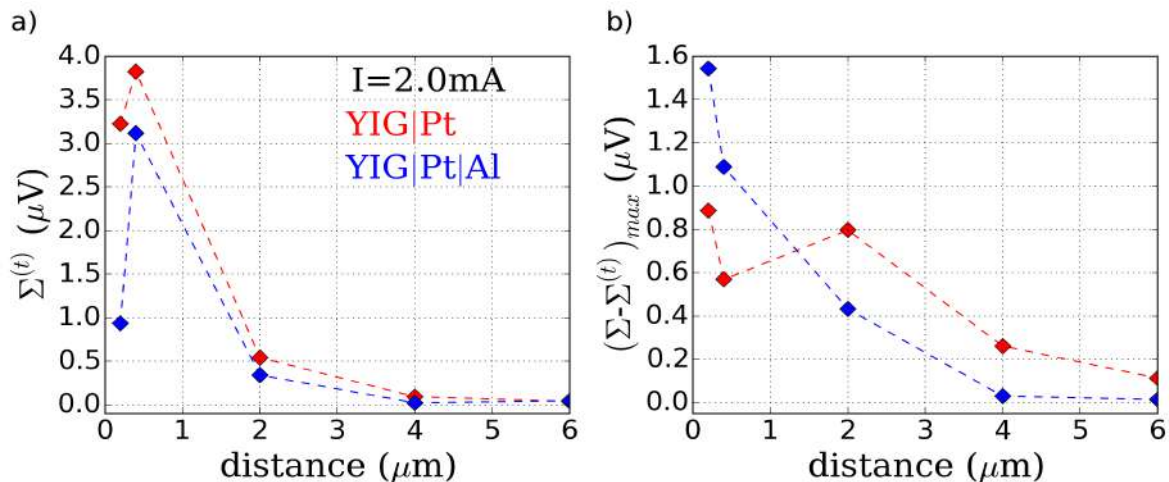 a)
4.0
3.5
3.0
2.5
2.0
1.5
1.0
0.5
0.0
Σ^(t) (μV)
I=2.0mA
YIG|Pt
YIG|Pt|Al
0 1 2 3 4 5 6
distance (μm)
b)
1.6
1.4
1.2
1.0
0.8
0.6
0.4
0.2
0.0
(Σ-Σ^(t))_max (μV)
0 1 2 3 4 5 6
distance (μm)